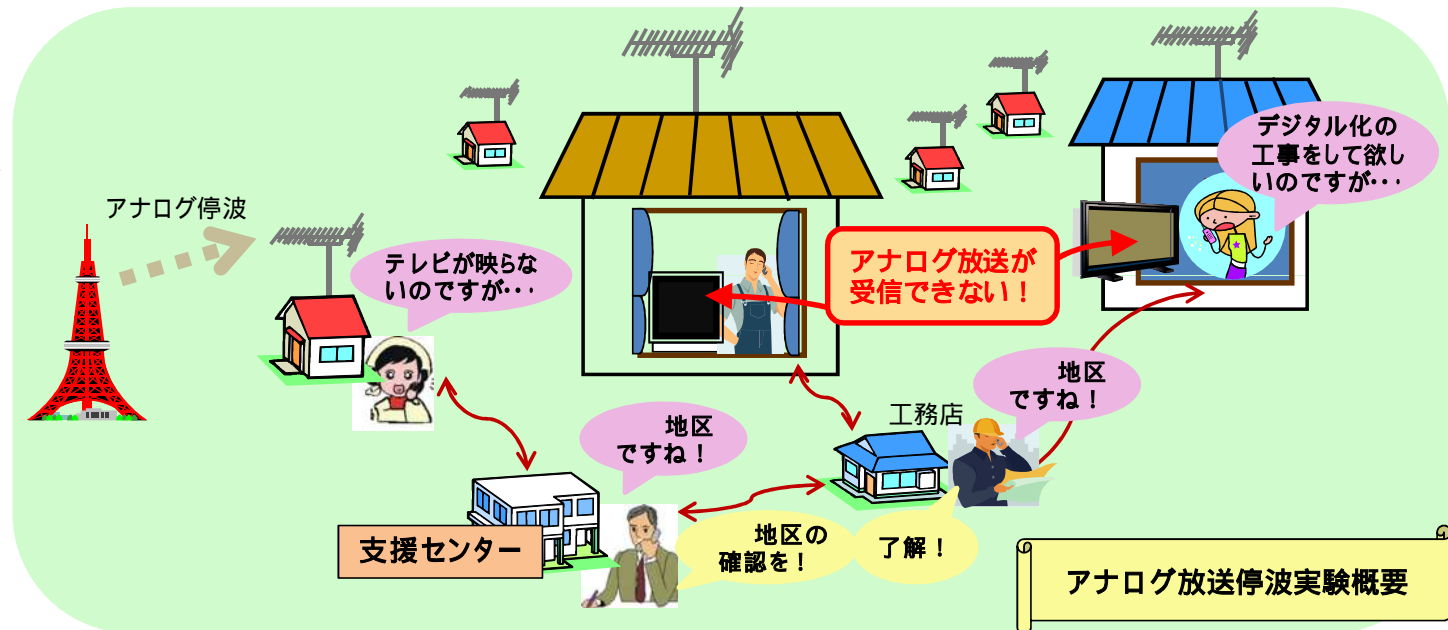 アナログ停波
テレビが映らな
いのですが･･･
アナログ放送が
受信できない！
デジタル化の
工事をして欲し
いのですが･･･
地区
ですね！
工務店
地区
ですね！
支援センター
地区の
確認を！
了解！
アナログ放送停波実験概要